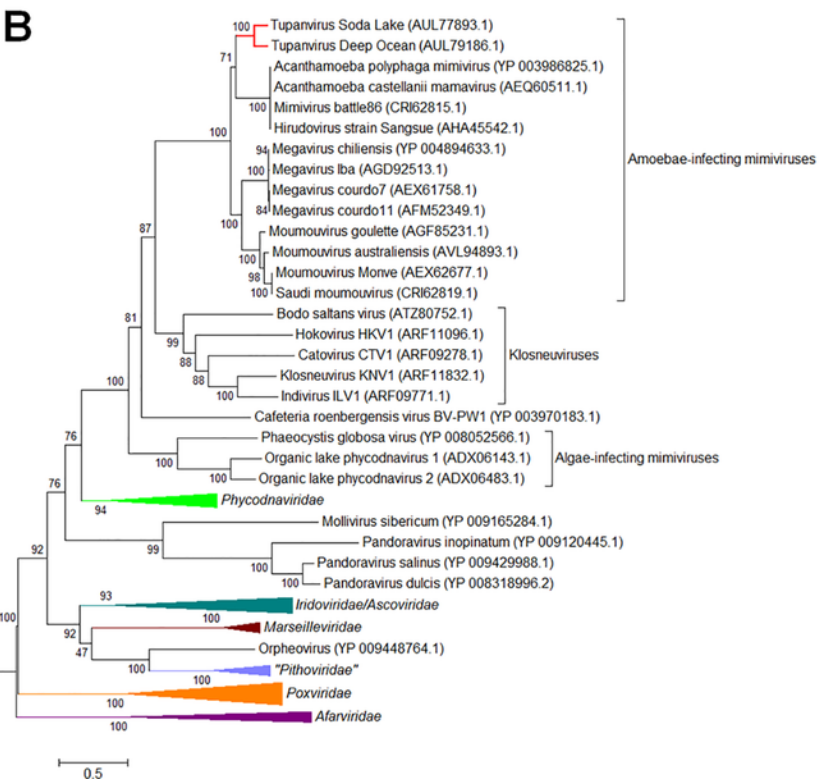 B
100
Tupanvirus Soda Lake (AUL77893.1)
Tupanvirus Deep Ocean (AUL79186.1)
71
Acanthamoeba polyphaga mimivirus (YP 003986825.1)
Acanthamoeba castellanii mamavirus (AEQ60511.1)
100
Mimivirus battle86 (CRI62815.1)
Hirudovirus strain Sangsue (AHA45542.1)
100
94
Megavirus chiliensis (YP 004894633.1)
Amoebae-infecting mimiviruses
100
Megavirus lba (AGD92513.1)
Megavirus courdo7 (AEX61758.1)
84
Megavirus courdo11 (AFM52349.1)
100
Moumouvirus goulette (AGF85231.1)
87
Moumouvirus australiensis (AVL94893.1)
100
Moumouvirus Monve (AEX62677.1)
98
Saudi moumouvirus (CRI62819.1)
100
Bodo saltans virus (ATZ80752.1)
81
Hokovirus HKV1 (ARF11096.1)
99
Catovirus CTV1 (ARF09278.1)
Klosneuviruses
88
Klosneuvirus KNV1 (ARF11832.1)
88
Indivirus ILV1 (ARF09771.1)
100
100
Cafeteria roenbergensis virus BV-PW1 (YP 003970183.1)
76
Phaeocystis globosa virus (YP 008052566.1)
100
Organic lake phycodnavirus 1 (ADX06143.1)
Algae-infecting mimiviruses
100
Organic lake phycodnavirus 2 (ADX06483.1)
76
Phycodnaviridae
94
Mollivirus sibericum (YP 009165284.1)
99
Pandoravirus inopinatum (YP 009120445.1)
92
Pandoravirus salinus (YP 009429988.1)
100
Pandoravirus dulcis (YP 008318996.2)
100
93
Iridoviridae/Ascoviridae
100
100
Marseilleviridae
92
47
Orpheovirus (YP 009448764.1)
100
"Pithoviridae"
100
Poxviridae
100
Afarviridae
100
0.5